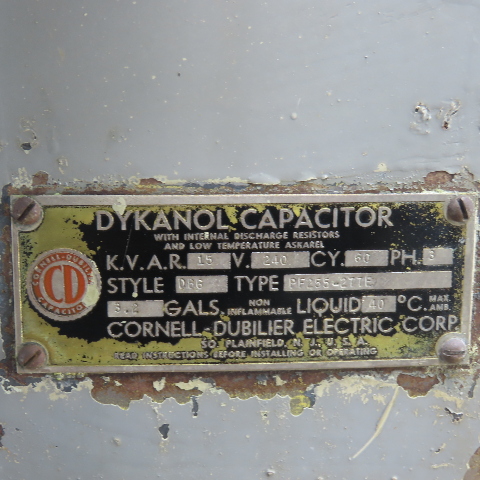 DYKANOL CAPACITOR
WITH INTERNAL DISCHARGE RESISTORS
AND LOW TEMPERATURE ASKAREL
K.V.A.R. 15 V. 240 CY. 60 PH. 3
STYLE TYPE
3.2 GALS. NON INFLAMMABLE LIQUID 40 °C. MAX. AMB.
CORNELL-DUBILIER ELECTRIC CORP.
SO. PLAINFIELD, N. J., U. S. A.
READ INSTRUCTIONS BEFORE INSTALLING OR OPERATING
CORNELL-DUBILIER
CD
CAPACITOR